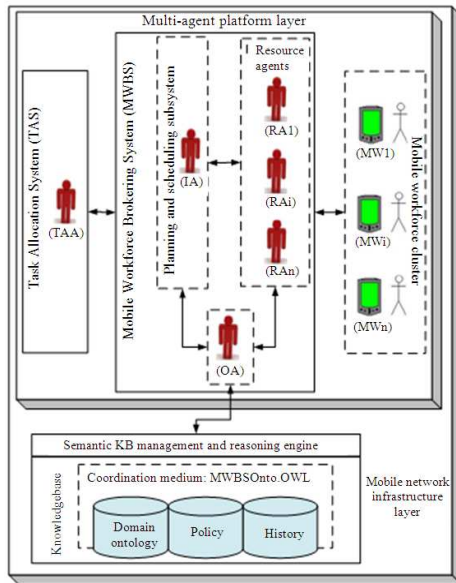 Multi-agent platform layer
Task Allocation System (TAS)
(TAA)
Mobile Workforce Brokering System (MWBS)
Planning and scheduling subsystem
(IA)
Resource
agents
(RA1)
(RAi)
(RAn)
(OA)
(MW1)
(MWi)
(MWn)
Mobile workforce cluster
Semantic KB management and reasoning engine
Knowledgebase
Coordination medium: MWBSOnto.OWL
Domain
ontology
Policy
History
Mobile network
infrastructure
layer